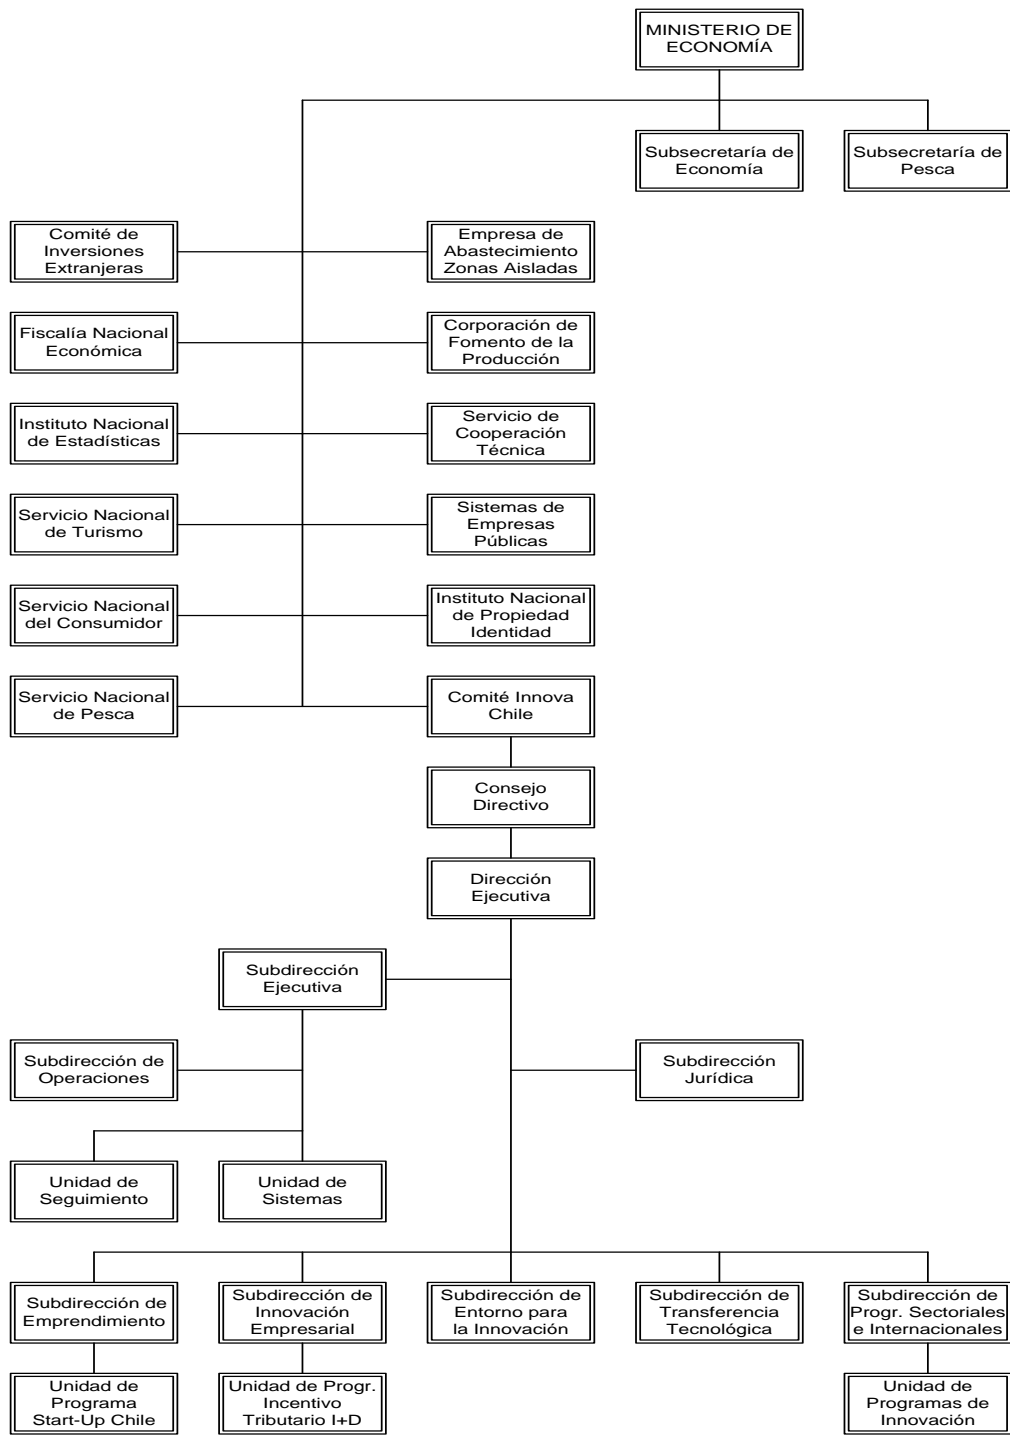 MINISTERIO DE
ECONOMÍA
Subsecretaría de
Economía
Subsecretaría de
Pesca
Comité de
Inversiones
Extranjeras
Empresa de
Abastecimiento
Zonas Aisladas
Fiscalía Nacional
Económica
Corporación de
Fomento de la
Producción
Instituto Nacional
de Estadísticas
Servicio de
Cooperación
Técnica
Servicio Nacional
de Turismo
Sistemas de
Empresas
Públicas
Servicio Nacional
del Consumidor
Instituto Nacional
de Propiedad
Identidad
Servicio Nacional
de Pesca
Comité Innova
Chile
Consejo
Directivo
Dirección
Ejecutiva
Subdirección
Ejecutiva
Subdirección de
Operaciones
Subdirección
Jurídica
Unidad de
Seguimiento
Unidad de
Sistemas
Subdirección de
Emprendimiento
Subdirección de
Innovación
Empresarial
Subdirección de
Entorno para
la Innovación
Subdirección de
Transferencia
Tecnológica
Subdirección de
Progr. Sectoriales
e Internacionales
Unidad de
Programa
Start-Up Chile
Unidad de Progr.
Incentivo
Tributario I+D
Unidad de
Programas de
Innovación